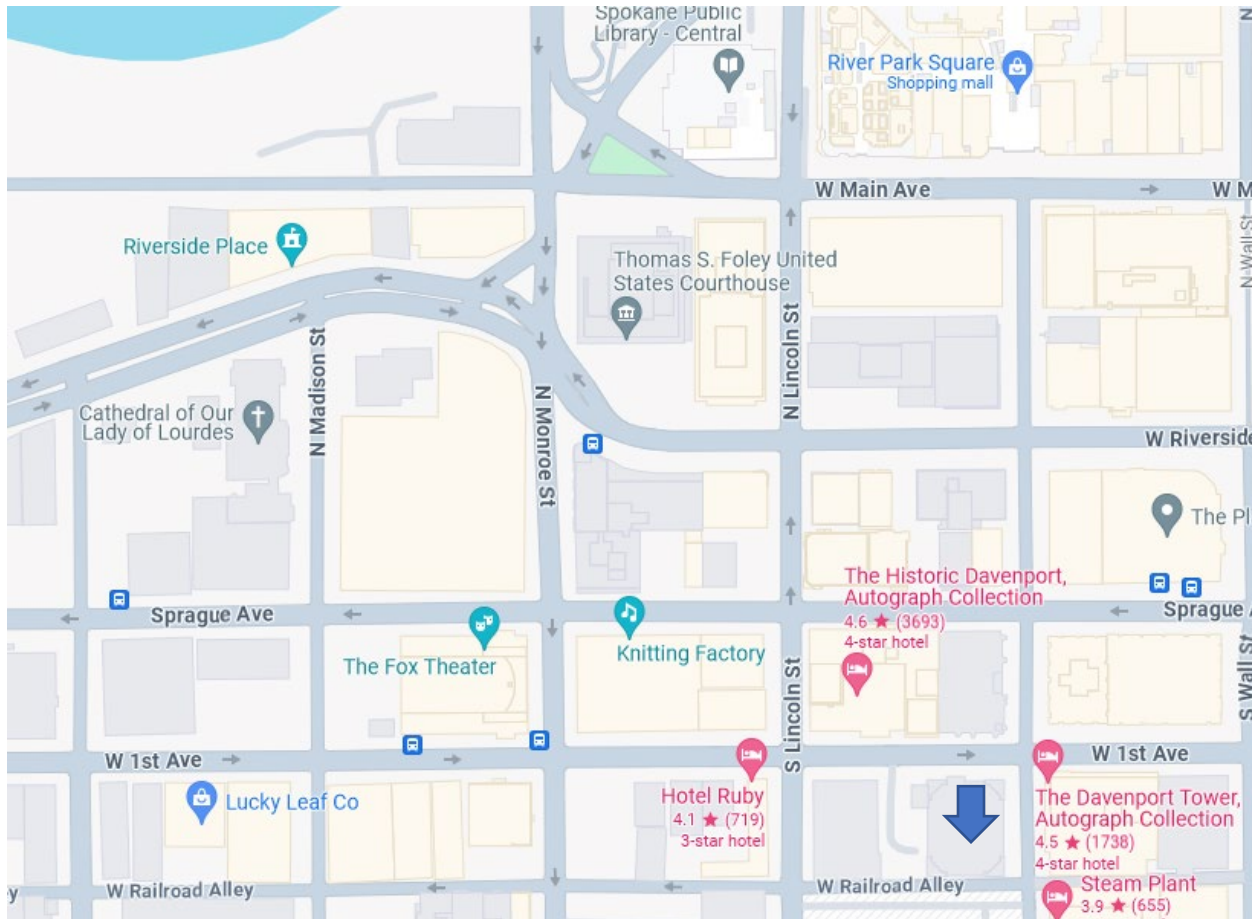 Spokane Public
Library - Central
River Park Square
Shopping mall
W Main Ave
W M
Riverside Place
Thomas S. Foley United
States Courthouse
N Wall St
N Madison St
N Lincoln St
Cathedral of Our
Lady of Lourdes
N Monroe St
W Riverside
The Pl
The Historic Davenport,
Autograph Collection
4.6 ★ (3693)
4-star hotel
Sprague Ave
Sprague A
The Fox Theater
Knitting Factory
S Lincoln St
S Wall St
W 1st Ave
W 1st Ave
Lucky Leaf Co
Hotel Ruby
4.1 ★ (719)
3-star hotel
The Davenport Tower,
Autograph Collection
4.5 ★ (1738)
4-star hotel
W Railroad Alley
W Railroad Alley
Steam Plant
3.9 ★ (655)